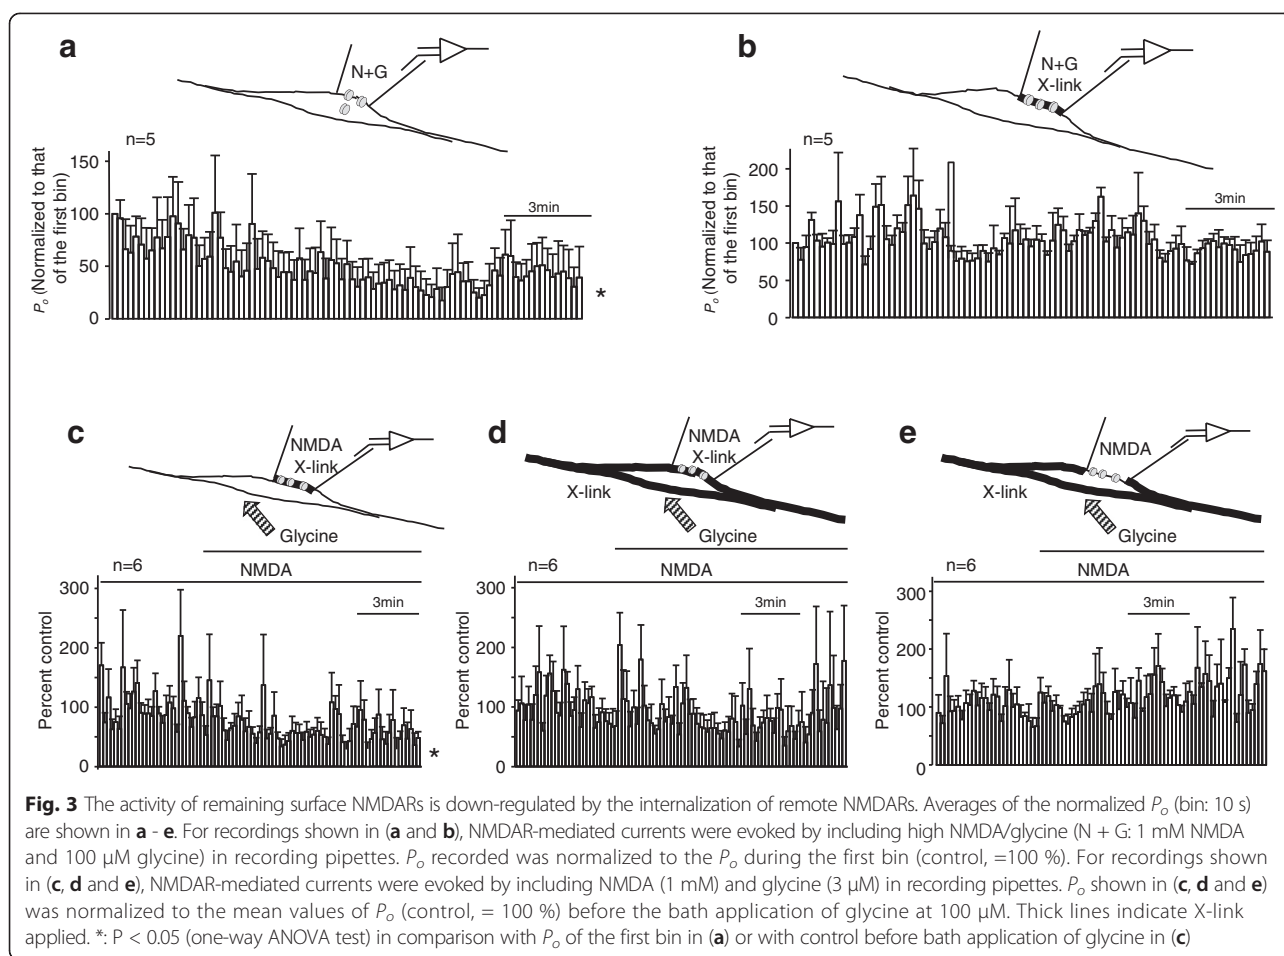 a
N+G
n=5
150
100
50
0
Pₒ (Normalized to that
of the first bin)
3min
*
b
N+G
X-link
n=5
200
150
100
50
0
Pₒ (Normalized to that
of the first bin)
3min
c
NMDA
X-link
Glycine
n=6
NMDA
300
200
100
0
Percent control
3min
*
d
NMDA
X-link
X-link
Glycine
n=6
NMDA
300
200
100
0
Percent control
3min
e
NMDA
X-link
Glycine
n=6
NMDA
300
200
100
0
Percent control
3min
Fig. 3 The activity of remaining surface NMDARs is down-regulated by the internalization of remote NMDARs. Averages of the normalized Pₒ (bin: 10 s)
are shown in a - e. For recordings shown in (a and b), NMDAR-mediated currents were evoked by including high NMDA/glycine (N + G: 1 mM NMDA
and 100 μM glycine) in recording pipettes. Pₒ recorded was normalized to the Pₒ during the first bin (control, =100 %). For recordings shown
in (c, d and e), NMDAR-mediated currents were evoked by including NMDA (1 mM) and glycine (3 μM) in recording pipettes. Pₒ shown in (c, d and e)
was normalized to the mean values of Pₒ (control, = 100 %) before the bath application of glycine at 100 μM. Thick lines indicate X-link
applied. *: P < 0.05 (one-way ANOVA test) in comparison with Pₒ of the first bin in (a) or with control before bath application of glycine in (c)